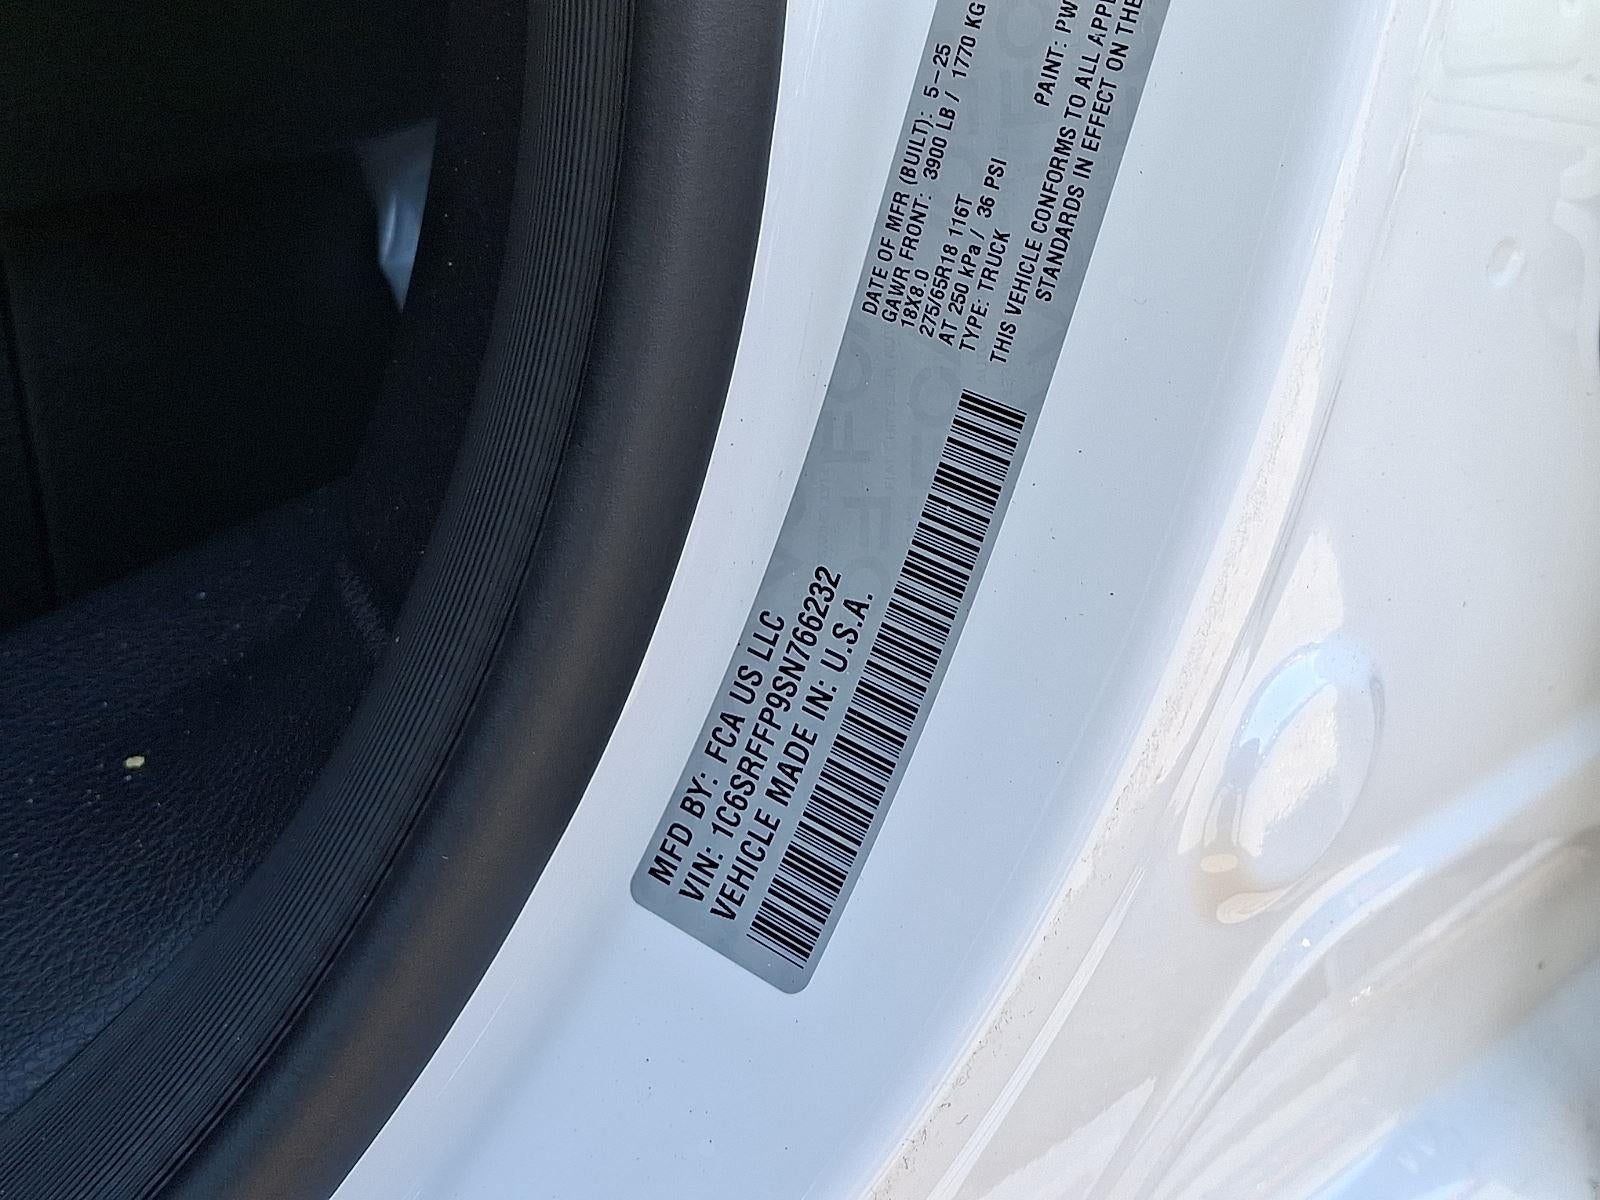 MFD BY: FCA US LLC
VIN: 1C6SRFFP9SN766232
VEHICLE MADE IN: U.S.A.
DATE OF MFR (BUILT): 5-25
GAWR FRONT: 3900 LB / 1770 KG
18X8.0
275/65R18 116T
AT 250 kPa / 36 PSI
TYPE: TRUCK
PAINT: PW
THIS VEHICLE CONFORMS TO ALL APPL
STANDARDS IN EFFECT ON THE